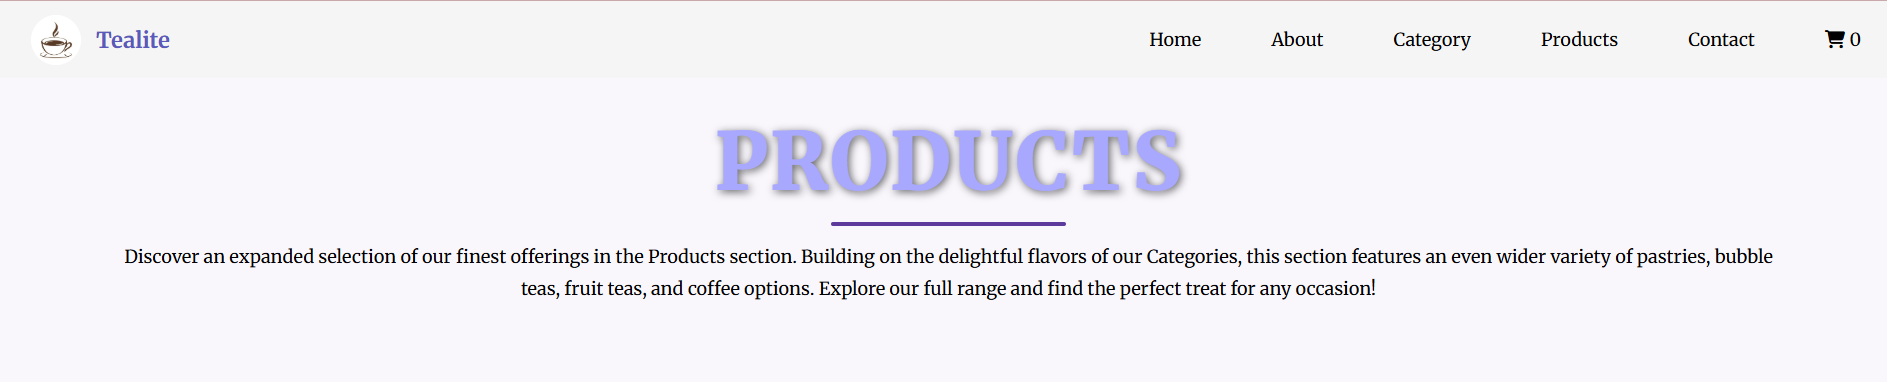 Tealite
Home
About
Category
Products
Contact
0
PRODUCTS
Discover an expanded selection of our finest offerings in the Products section. Building on the delightful flavors of our Categories, this section features an even wider variety of pastries, bubble
teas, fruit teas, and coffee options. Explore our full range and find the perfect treat for any occasion!